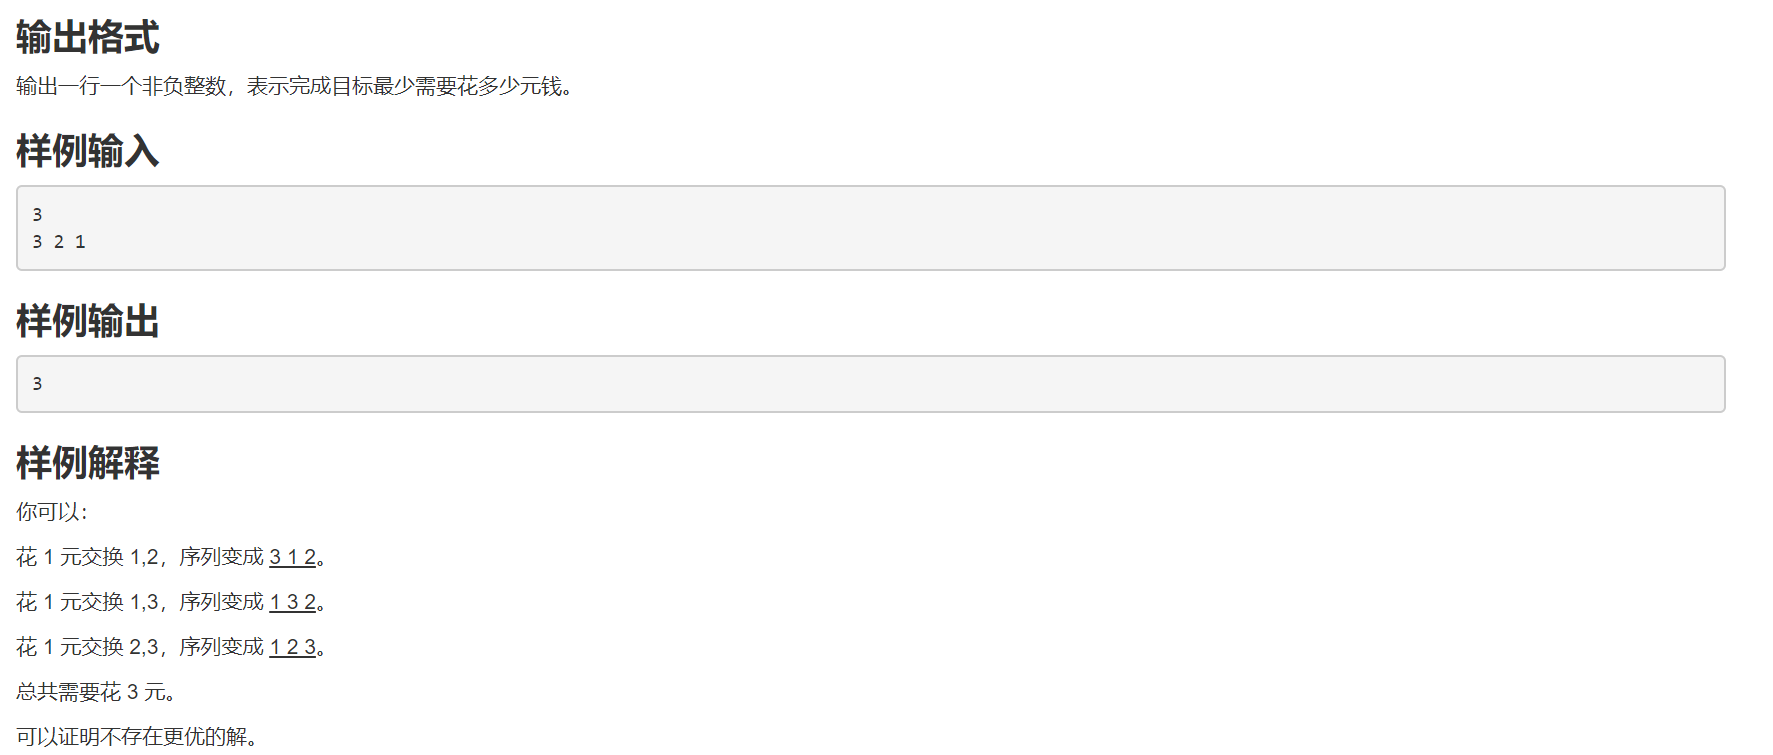 输出格式
输出一行一个非负整数，表示完成目标最少需要花多少元钱。
样例输入
3
3 2 1
样例输出
3
样例解释
你可以：
花 1 元交换 1,2，序列变成 3 1 2。
花 1 元交换 1,3，序列变成 1 3 2。
花 1 元交换 2,3，序列变成 1 2 3。
总共需要花 3 元。
可以证明不存在更优的解。